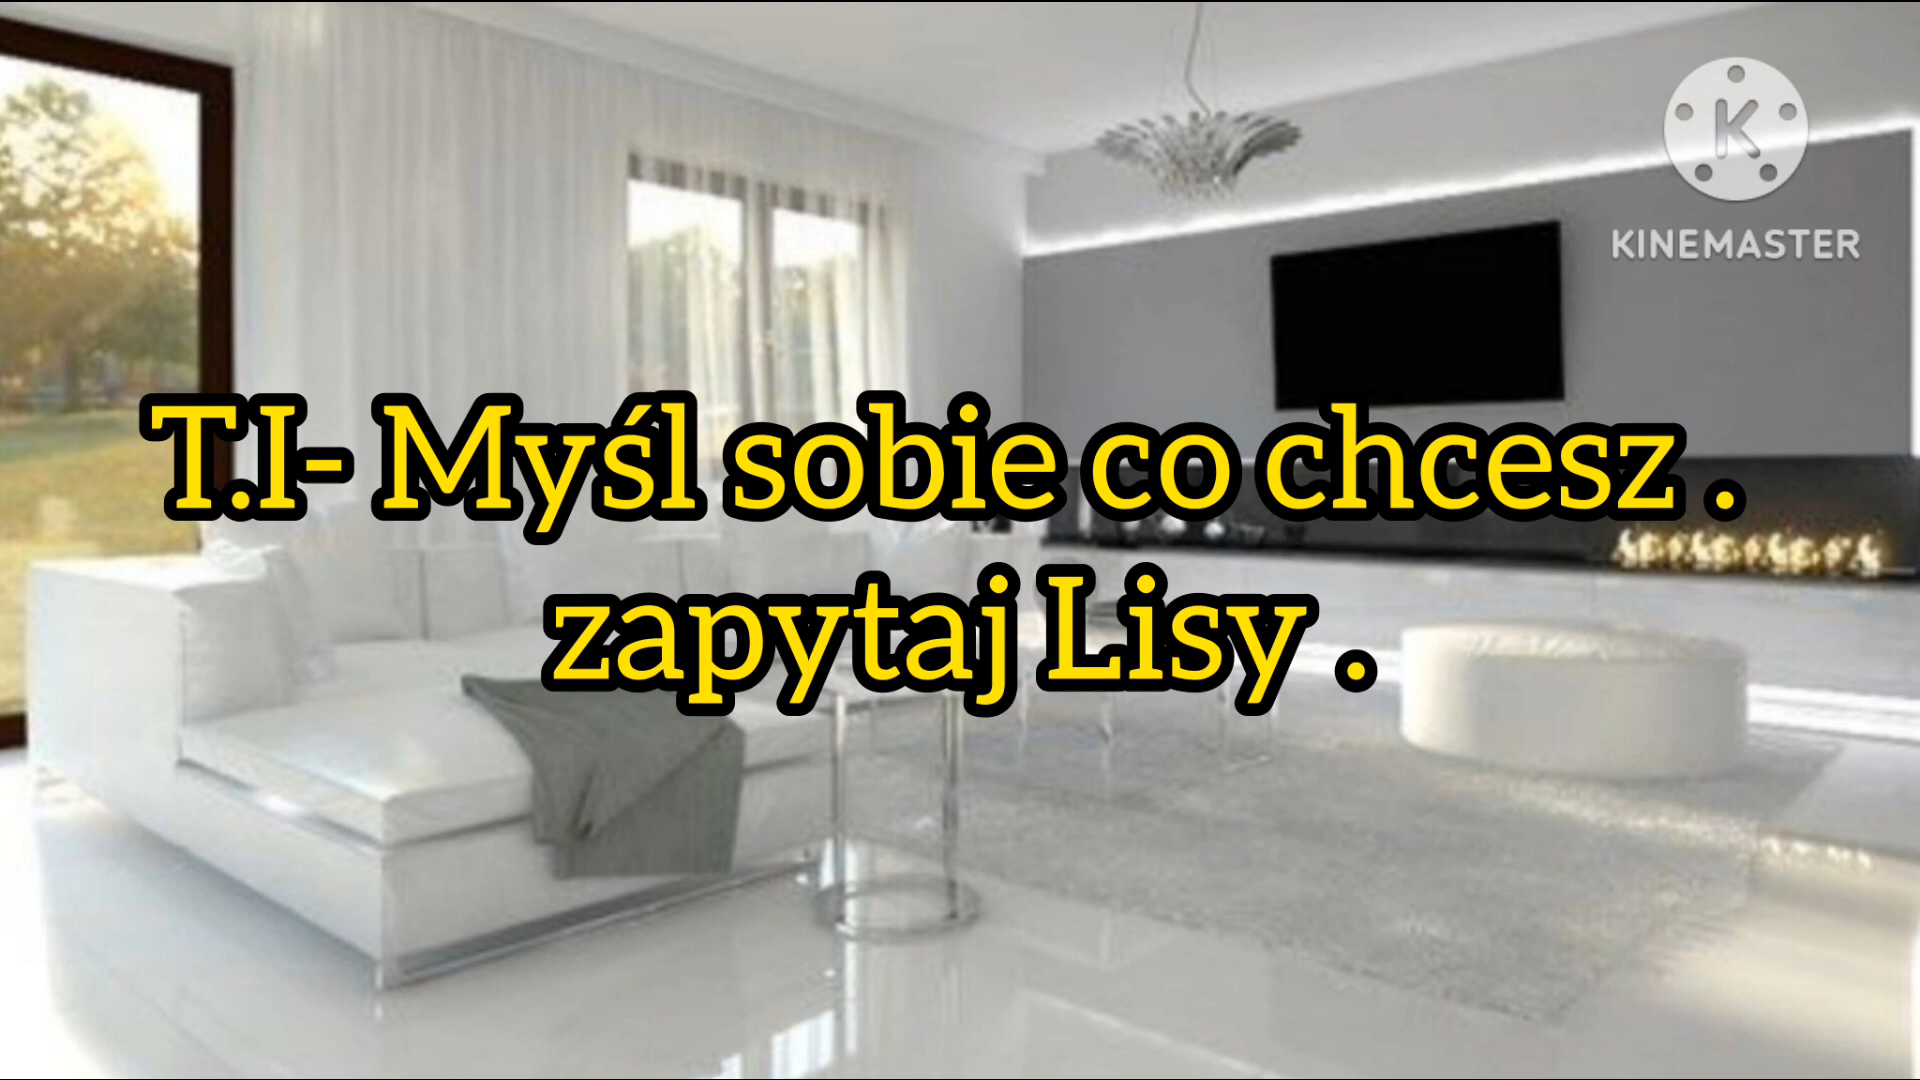 KINEMASTER
T.I- Myśl sobie co chcesz .
zapytaj Lisy .